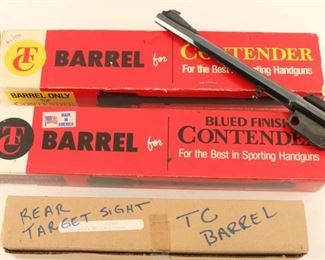 TC BARREL for CONTENDER
For the Best in Sporting Handguns
BARREL ONLY
CONTENDER
MADE IN AMERICA
BLUED FINISH
TC BARREL for CONTENDER
For the Best in Sporting Handguns
REAR TARGET SIGHT
TC BARREL